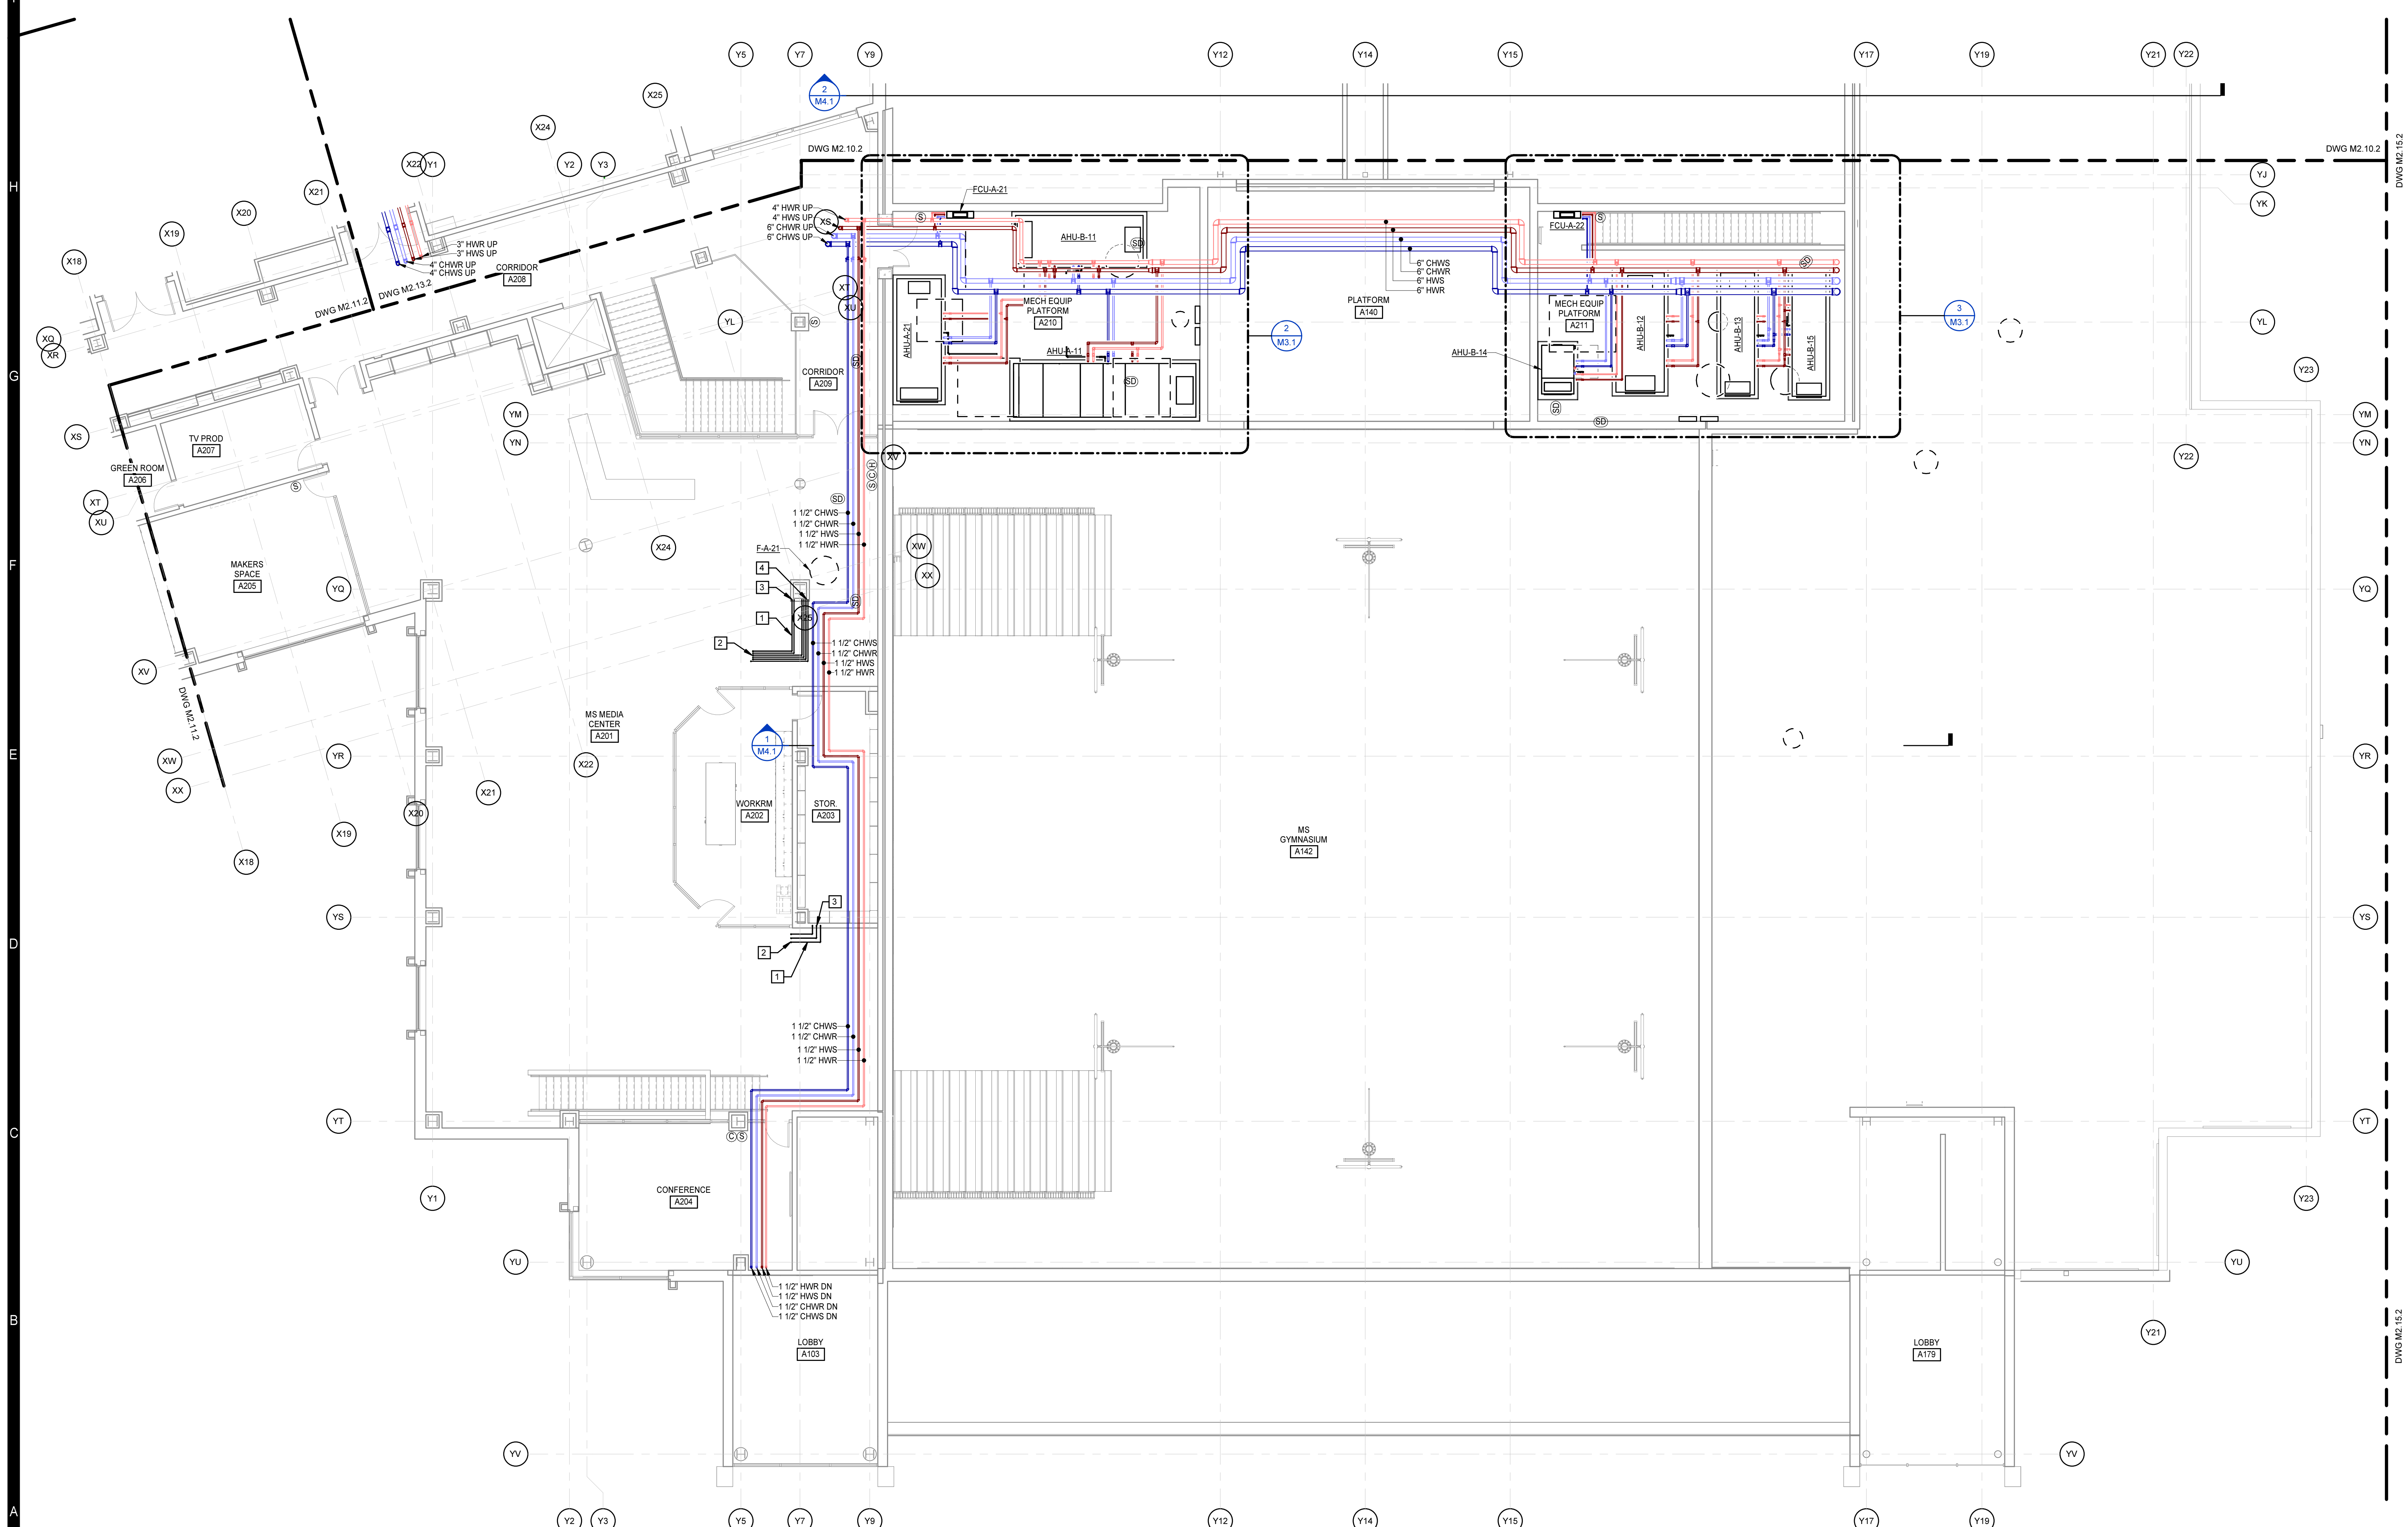 Y5
Y7
Y9
Y12
Y14
Y15
Y17
Y19
Y21
Y22
2
M4.1
X25
X24
X22
Y1
Y2
Y3
X21
X20
X19
X18
DWG M2.10.2
DWG M2.10.2
DWG M2.15.2
H
YJ
YK
FCU-A-21
4" HWR UP
4" HWS UP
6" CHWR UP
6" CHWS UP
XS
S
AHU-B-11
SD
FCU-A-22
S
SD
3" HWR UP
3" HWS UP
4" CHWR UP
4" CHWS UP
CORRIDOR
A208
DWG M2.11.2
DWG M2.13.2
XT
XU
6" CHWS
6" CHWR
6" HWS
6" HWR
PLATFORM
A140
MECH EQUIP
PLATFORM
A210
MECH EQUIP
PLATFORM
A211
AHU-A-21
AHU-A-11
SD
AHU-B-12
AHU-B-13
AHU-B-15
AHU-B-14
SD
SD
2
M3.1
3
M3.1
YL
S
YL
XQ
XR
SD
G
CORRIDOR
A209
Y23
YM
YN
YM
YN
XS
TV PROD
A207
GREEN ROOM
A206
S
XT
XU
XV
H
C
S
SD
Y22
1 1/2" CHWS
1 1/2" CHWR
1 1/2" HWS
1 1/2" HWR
X24
F-A-21
XW
XX
F
MAKERS
SPACE
A205
YQ
4
3
1
2
SD
X25
YQ
1 1/2" CHWS
1 1/2" CHWR
1 1/2" HWS
1 1/2" HWR
XV
DWG M2.11.2
MS MEDIA
CENTER
A201
1
M4.1
E
XW
XX
YR
X22
X21
X20
X19
X18
YR
WORKRM
A202
STOR.
A203
MS
GYMNASIUM
A142
3
YS
YS
D
2
1
1 1/2" CHWS
1 1/2" CHWR
1 1/2" HWS
1 1/2" HWR
C
YT
YT
C
S
CONFERENCE
A204
Y1
Y23
YU
YU
1 1/2" HWR DN
1 1/2" HWS DN
1 1/2" CHWR DN
1 1/2" CHWS DN
B
LOBBY
A103
LOBBY
A179
Y21
DWG M2.15.2
YV
YV
A
Y2
Y3
Y5
Y7
Y9
Y12
Y14
Y15
Y17
Y19